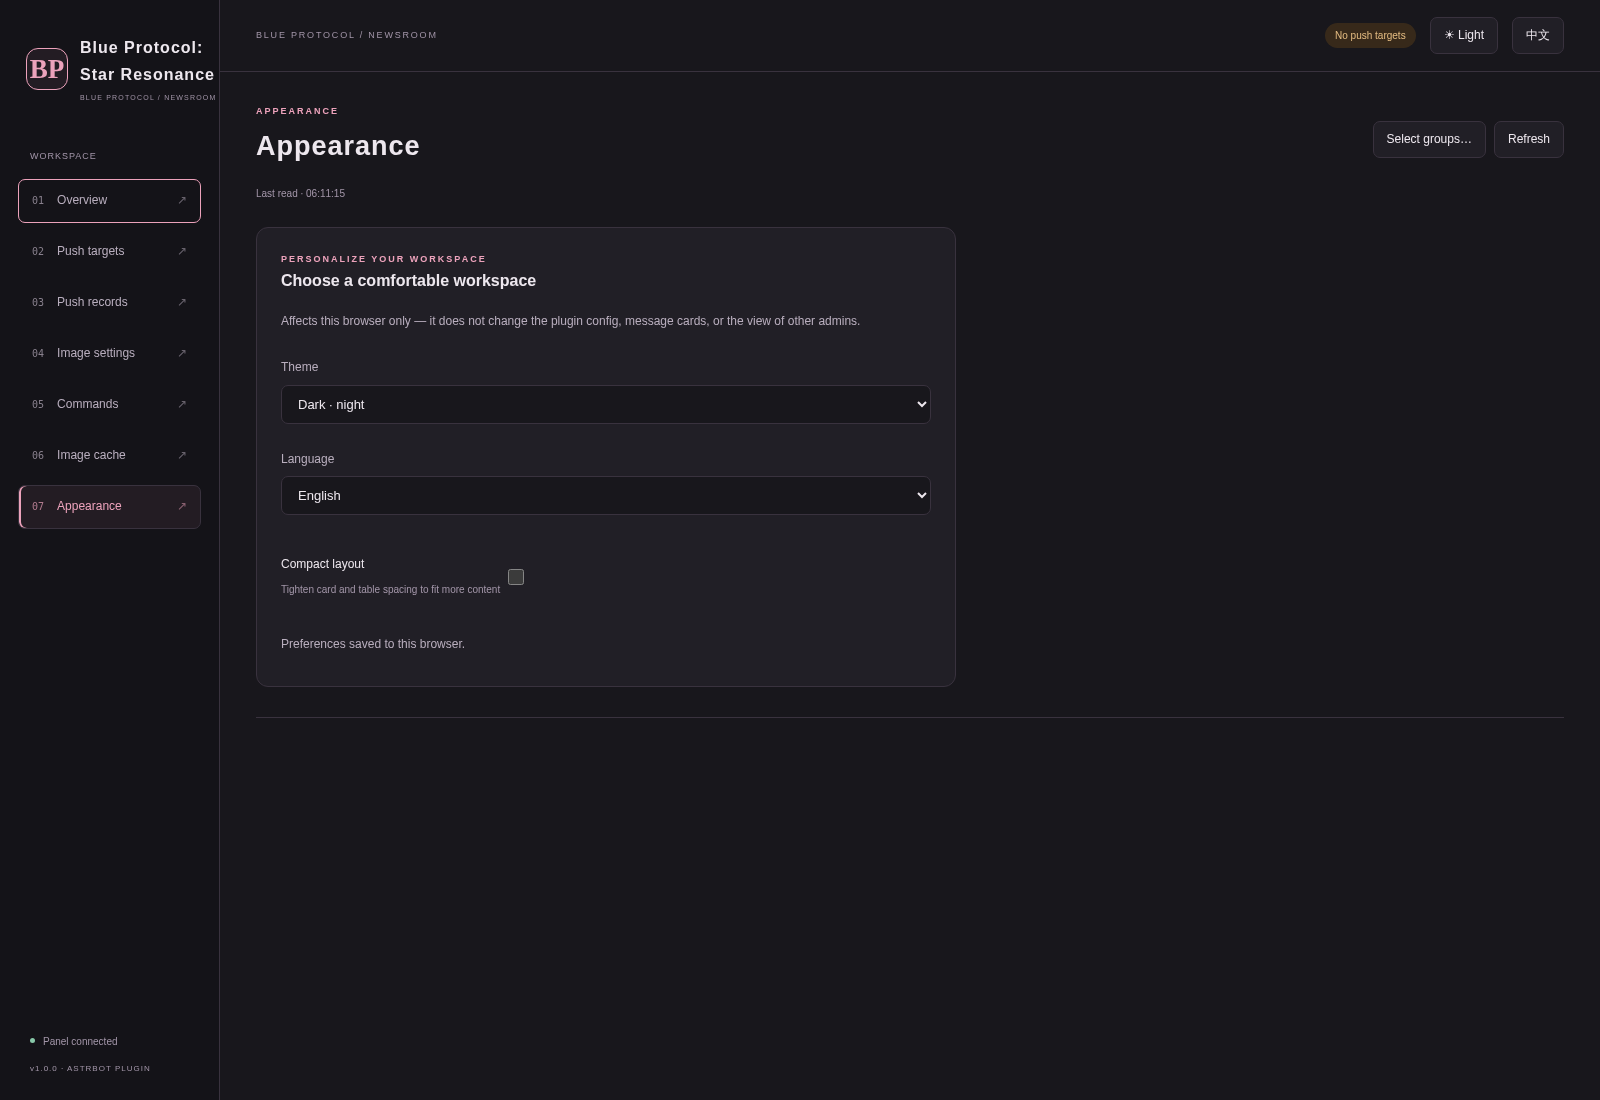 BP
Blue Protocol:
Star Resonance
BLUE PROTOCOL / NEWSROOM
WORKSPACE
01 Overview ↗
02 Push targets ↗
03 Push records ↗
04 Image settings ↗
05 Commands ↗
06 Image cache ↗
07 Appearance ↗
Panel connected
v1.0.0 · ASTRBOT PLUGIN
BLUE PROTOCOL / NEWSROOM
No push targets
☀ Light
中文
APPEARANCE
Appearance
Select groups…
Refresh
Last read · 06:11:15
PERSONALIZE YOUR WORKSPACE
Choose a comfortable workspace
Affects this browser only — it does not change the plugin config, message cards, or the view of other admins.
Theme
Dark · night
Language
English
Compact layout
Tighten card and table spacing to fit more content
Preferences saved to this browser.